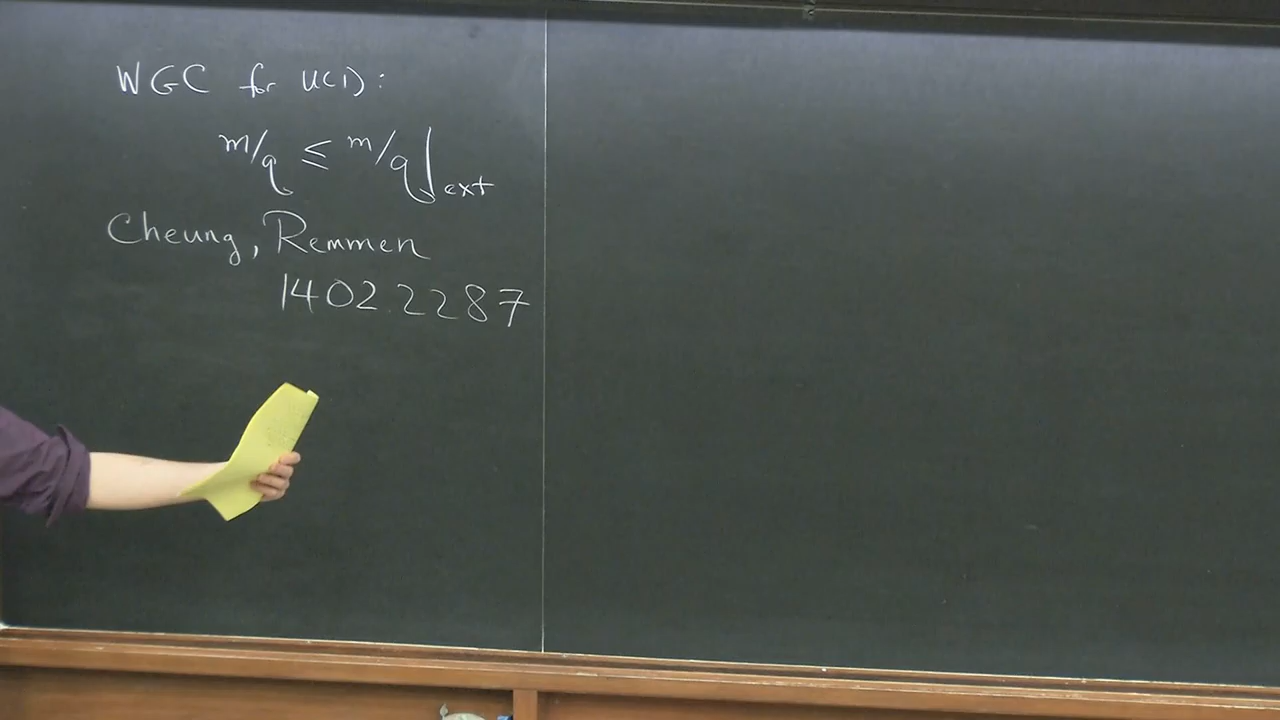 WGC for U(1):
m/q ≤ m/q|ext
Cheung, Remmen
1402.2287